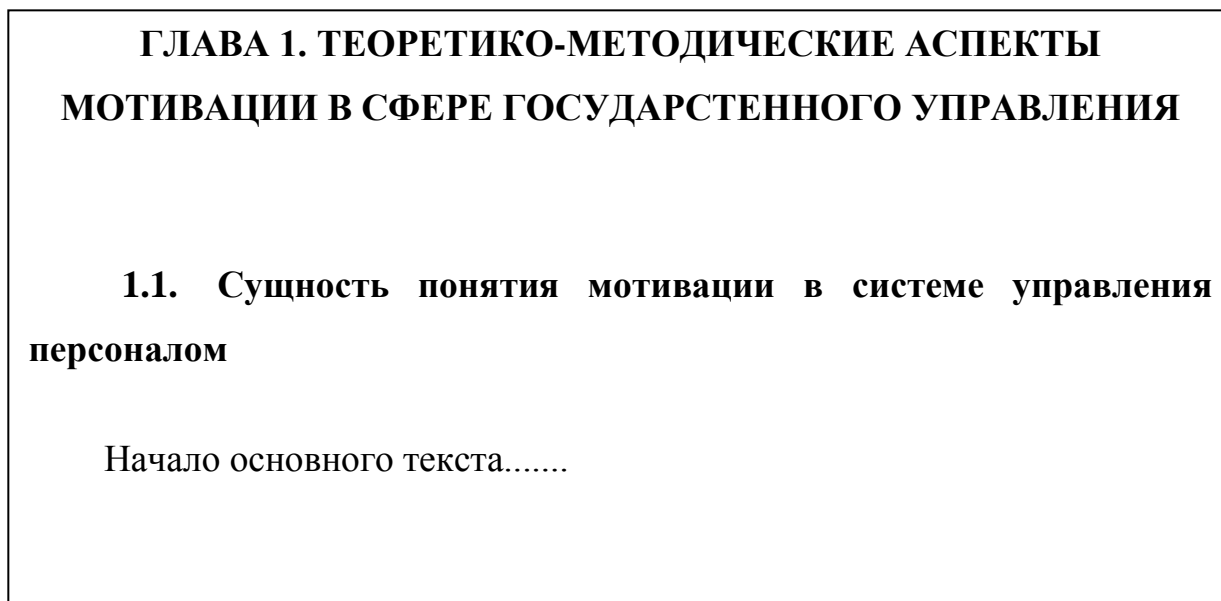 ГЛАВА 1. ТЕОРЕТИКО-МЕТОДИЧЕСКИЕ АСПЕКТЫ
МОТИВАЦИИ В СФЕРЕ ГОСУДАРСТЕННОГО УПРАВЛЕНИЯ
1.1. Сущность понятия мотивации в системе управления
персоналом
Начало основного текста.......